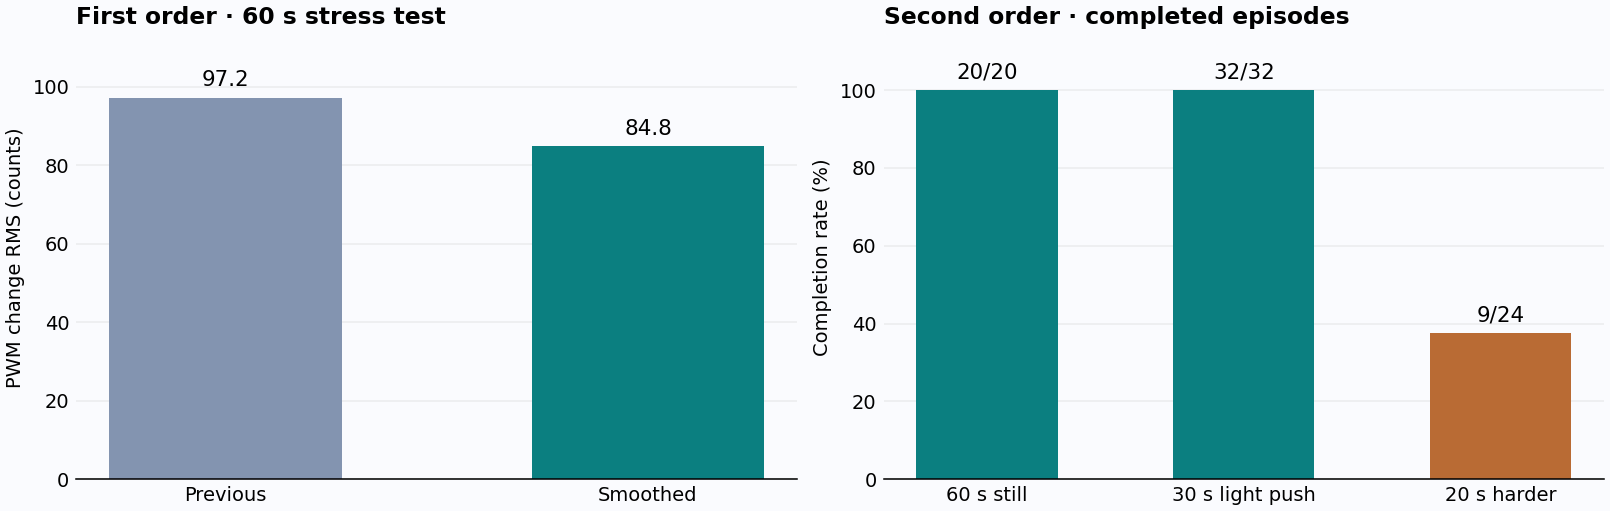 First order · 60 s stress test
PWM change RMS (counts)
100
80
60
40
20
0
97.2
84.8
Previous
Smoothed
Second order · completed episodes
Completion rate (%)
100
80
60
40
20
0
20/20
32/32
9/24
60 s still
30 s light push
20 s harder